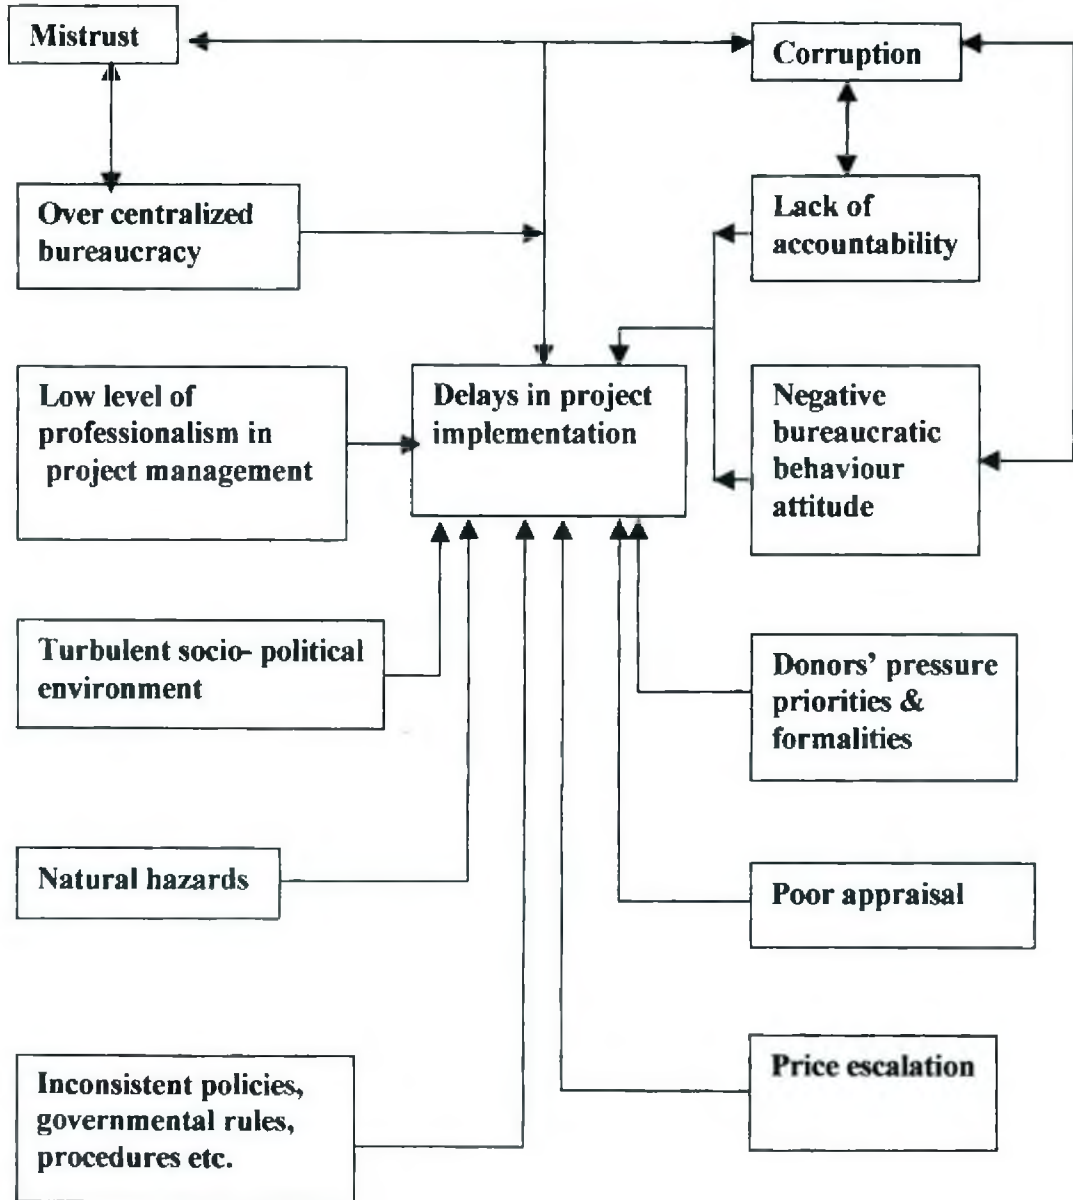 Mistrust
Corruption
Over centralized
bureaucracy
Lack of
accountability
Low level of
professionalism in
project management
Delays in project
implementation
Negative
bureaucratic
behaviour
attitude
Turbulent socio- political
environment
Donors' pressure
priorities &
formalities
Natural hazards
Poor appraisal
Inconsistent policies,
governmental rules,
procedures etc.
Price escalation